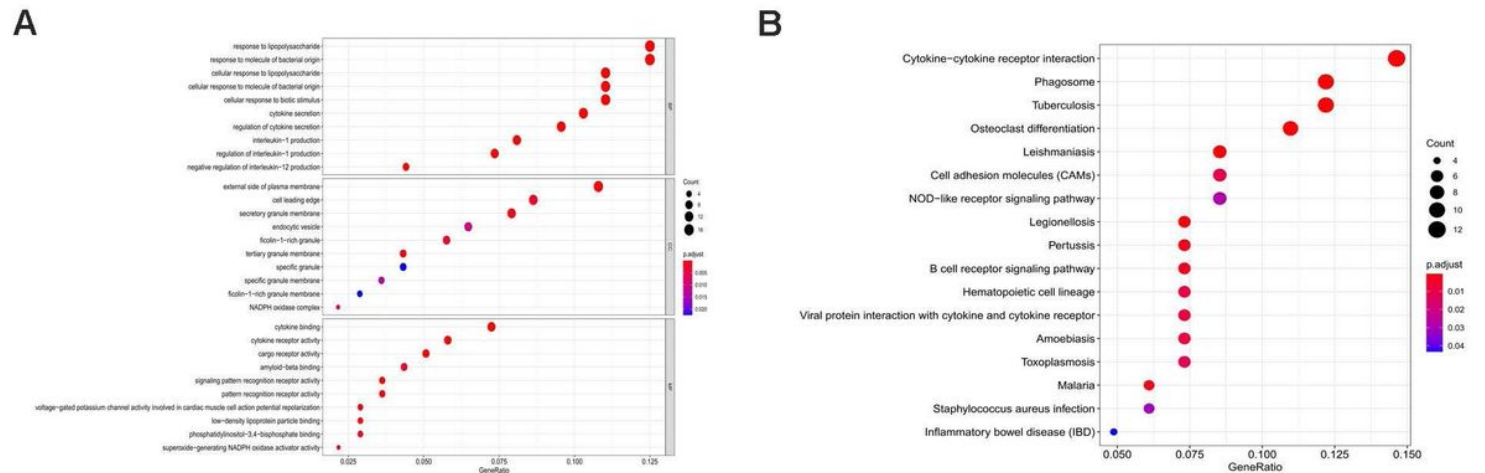 A
response to lipopolysaccharide
response to molecule of bacterial origin
cellular response to lipopolysaccharide
cellular response to molecule of bacterial origin
cellular response to biotic stimulus
cytokine secretion
regulation of cytokine secretion
interleukin−1 production
regulation of interleukin−1 production
negative regulation of interleukin−12 production
BP
external side of plasma membrane
cell leading edge
secretory granule membrane
endocytic vesicle
ficolin−1−rich granule
tertiary granule membrane
specific granule
specific granule membrane
ficolin−1−rich granule membrane
NADPH oxidase complex
CC
cytokine binding
cytokine receptor activity
cargo receptor activity
amyloid−beta binding
signaling pattern recognition receptor activity
pattern recognition receptor activity
voltage−gated potassium channel activity involved in cardiac muscle cell action potential repolarization
low−density lipoprotein particle binding
phosphatidylinositol−3,4−bisphosphate binding
superoxide−generating NADPH oxidase activator activity
MF
0.025 0.050 0.075 0.100 0.125
GeneRatio
Count
4
8
12
16
p.adjust
0.005
0.010
0.015
0.020
B
Cytokine−cytokine receptor interaction
Phagosome
Tuberculosis
Osteoclast differentiation
Leishmaniasis
Cell adhesion molecules (CAMs)
NOD−like receptor signaling pathway
Legionellosis
Pertussis
B cell receptor signaling pathway
Hematopoietic cell lineage
Viral protein interaction with cytokine and cytokine receptor
Amoebiasis
Toxoplasmosis
Malaria
Staphylococcus aureus infection
Inflammatory bowel disease (IBD)
0.050 0.075 0.100 0.125 0.150
GeneRatio
Count
4
6
8
10
12
p.adjust
0.01
0.02
0.03
0.04